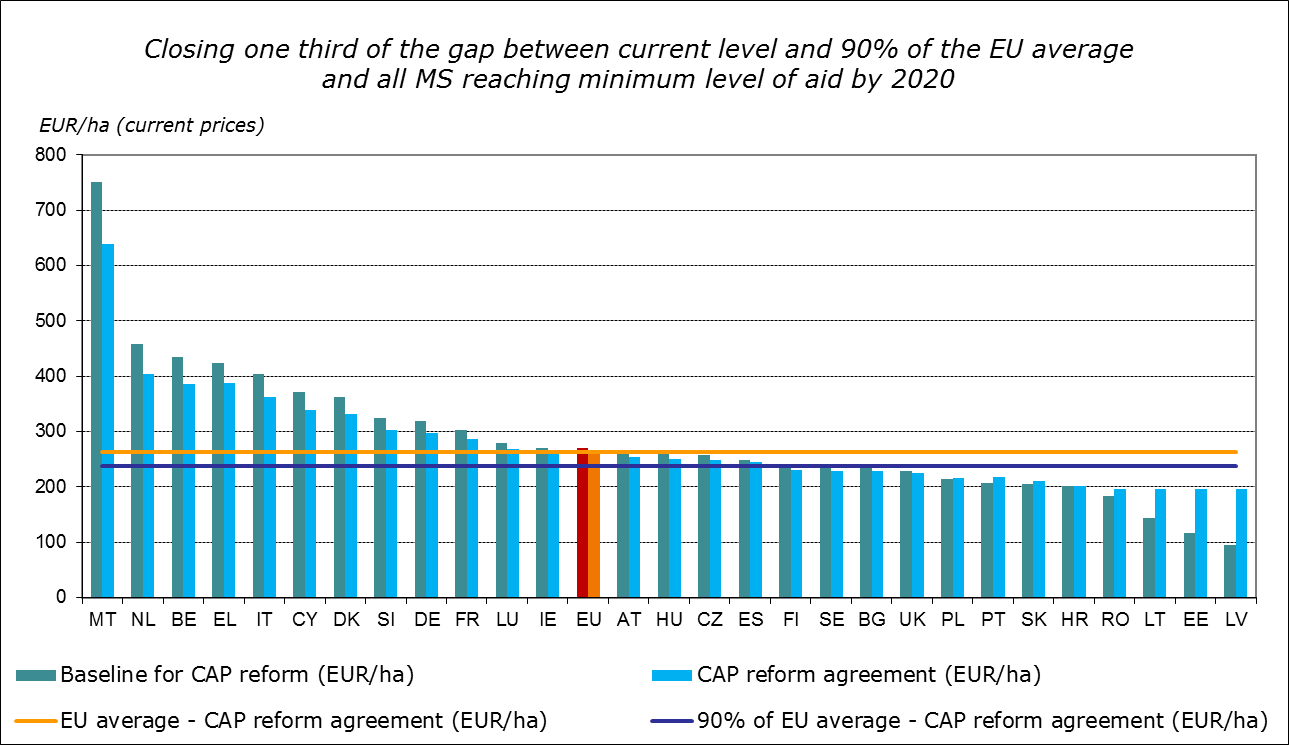 Closing one third of the gap between current level and 90% of the EU average
and all MS reaching minimum level of aid by 2020
EUR/ha (current prices)
800
700
600
500
400
300
200
100
0
MT NL BE EL IT CY DK SI DE FR LU IE EU AT HU CZ ES FI SE BG UK PL PT SK HR RO LT EE LV
Baseline for CAP reform (EUR/ha)
CAP reform agreement (EUR/ha)
EU average - CAP reform agreement (EUR/ha)
90% of EU average - CAP reform agreement (EUR/ha)